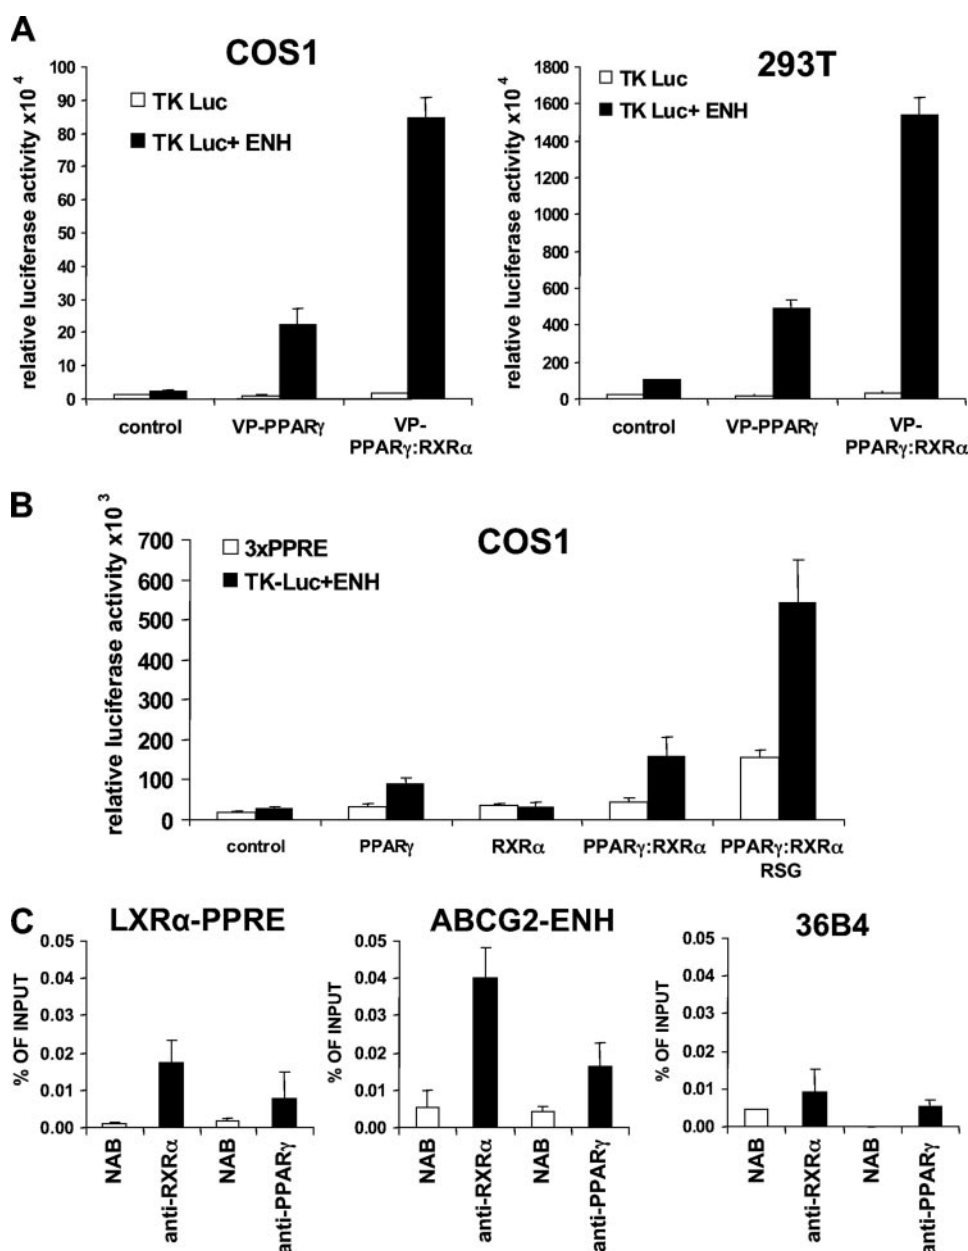 A
COS1
relative luciferase activity x10 4
100
90
80
70
60
50
40
30
20
10
0
TK Luc
TK Luc+ ENH
control
VP-PPARγ
VP-
PPARγ:RXRα
293T
relative luciferase activity x10 4
1800
1600
1400
1200
1000
800
600
400
200
0
TK Luc
TK Luc+ ENH
control
VP-PPARγ
VP-
PPARγ:RXRα
B
COS1
relative luciferase activity x10 3
700
600
500
400
300
200
100
0
3xPPRE
TK-Luc+ENH
control
PPARγ
RXRα
PPARγ:RXRα
PPARγ:RXRα
RSG
C
LXRα-PPRE
% OF INPUT
0.05
0.04
0.03
0.02
0.01
0.00
NAB
anti-RXRα
NAB
anti-PPARγ
ABCG2-ENH
% OF INPUT
0.05
0.04
0.03
0.02
0.01
0.00
NAB
anti-RXRα
NAB
anti-PPARγ
36B4
% OF INPUT
0.05
0.04
0.03
0.02
0.01
0.00
NAB
anti-RXRα
NAB
anti-PPARγ